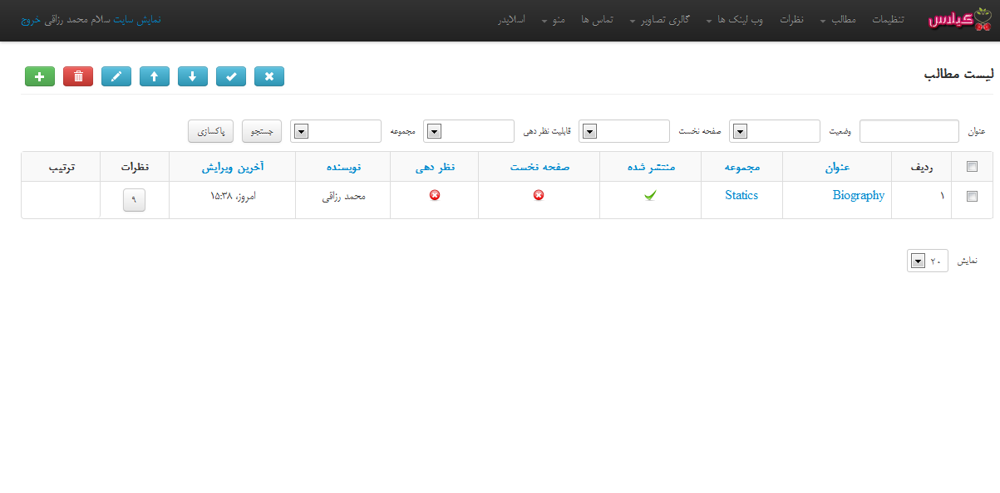 گیلاس تنظیمات مطالب نظرات وب لینک ها گالری تصاویر تماس ها منو اسلایدر نمایش سایت سلام محمد رزاقی خروج
لیست مطالب
عنوان وضعیت صفحه نخست قابلیت نظر دهی مجموعه جستجو پاکسازی
ردیف عنوان مجموعه منتشر شده صفحه نخست نظر دهی نویسنده آخرین ویرایش نظرات ترتیب
۱ Biography Statics محمد رزاقی امروز، ۱۵:۳۸ ۹
نمایش ۲۰